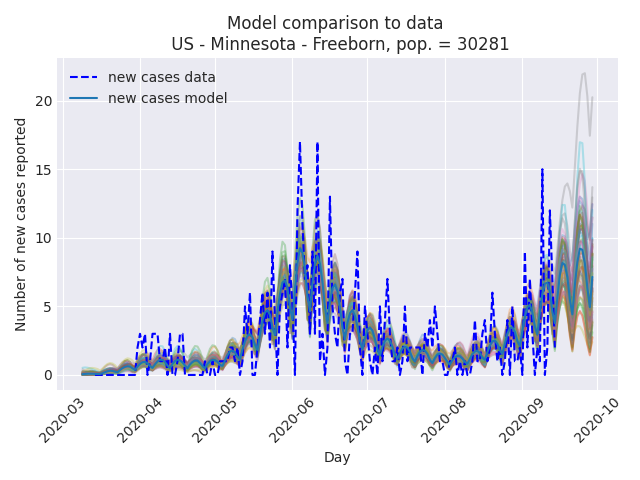 Model comparison to data
US - Minnesota - Freeborn, pop. = 30281
new cases data
new cases model
Number of new cases reported
20
15
10
5
0
2020-03
2020-04
2020-05
2020-06
2020-07
2020-08
2020-09
2020-10
Day